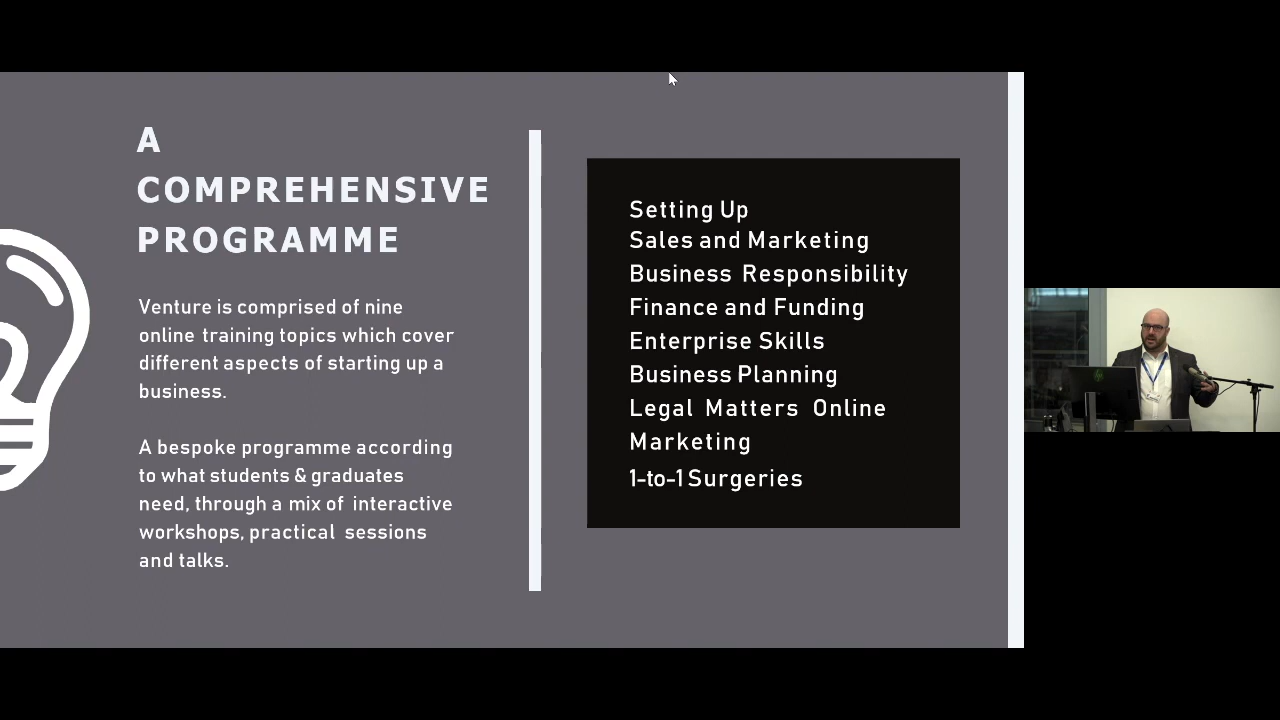 A
COMPREHENSIVE
PROGRAMME
Venture is comprised of nine
online training topics which cover
different aspects of starting up a
business.
A bespoke programme according
to what students & graduates
need, through a mix of interactive
workshops, practical sessions
and talks.
Setting Up
Sales and Marketing
Business Responsibility
Finance and Funding
Enterprise Skills
Business Planning
Legal Matters Online
Marketing
1-to-1 Surgeries